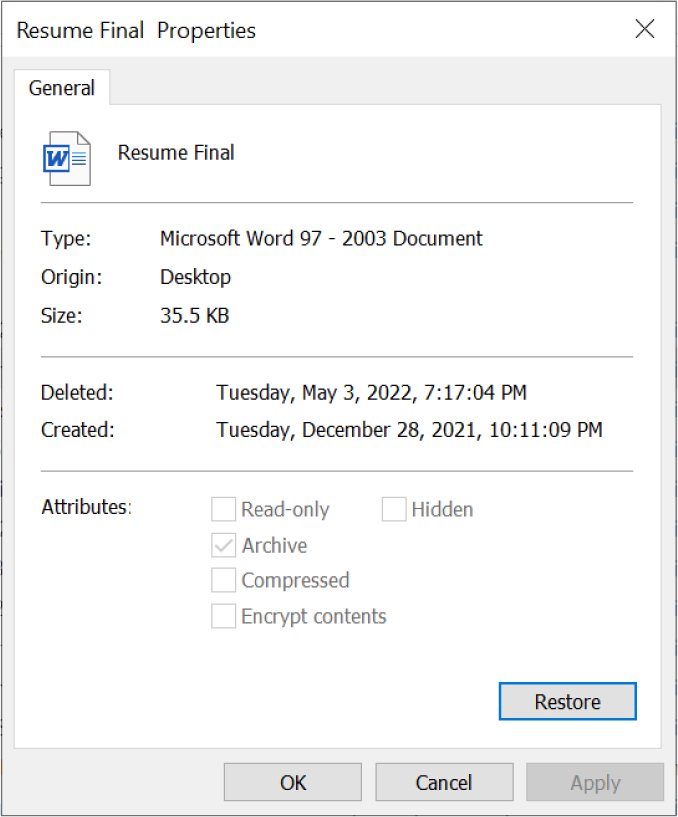 Resume Final  Properties
General
W
Resume Final
Type: Microsoft Word 97 - 2003 Document
Origin: Desktop
Size: 35.5 KB
Deleted: Tuesday, May 3, 2022, 7:17:04 PM
Created: Tuesday, December 28, 2021, 10:11:09 PM
Attributes: Read-only Hidden
Archive
Compressed
Encrypt contents
Restore
OK Cancel Apply